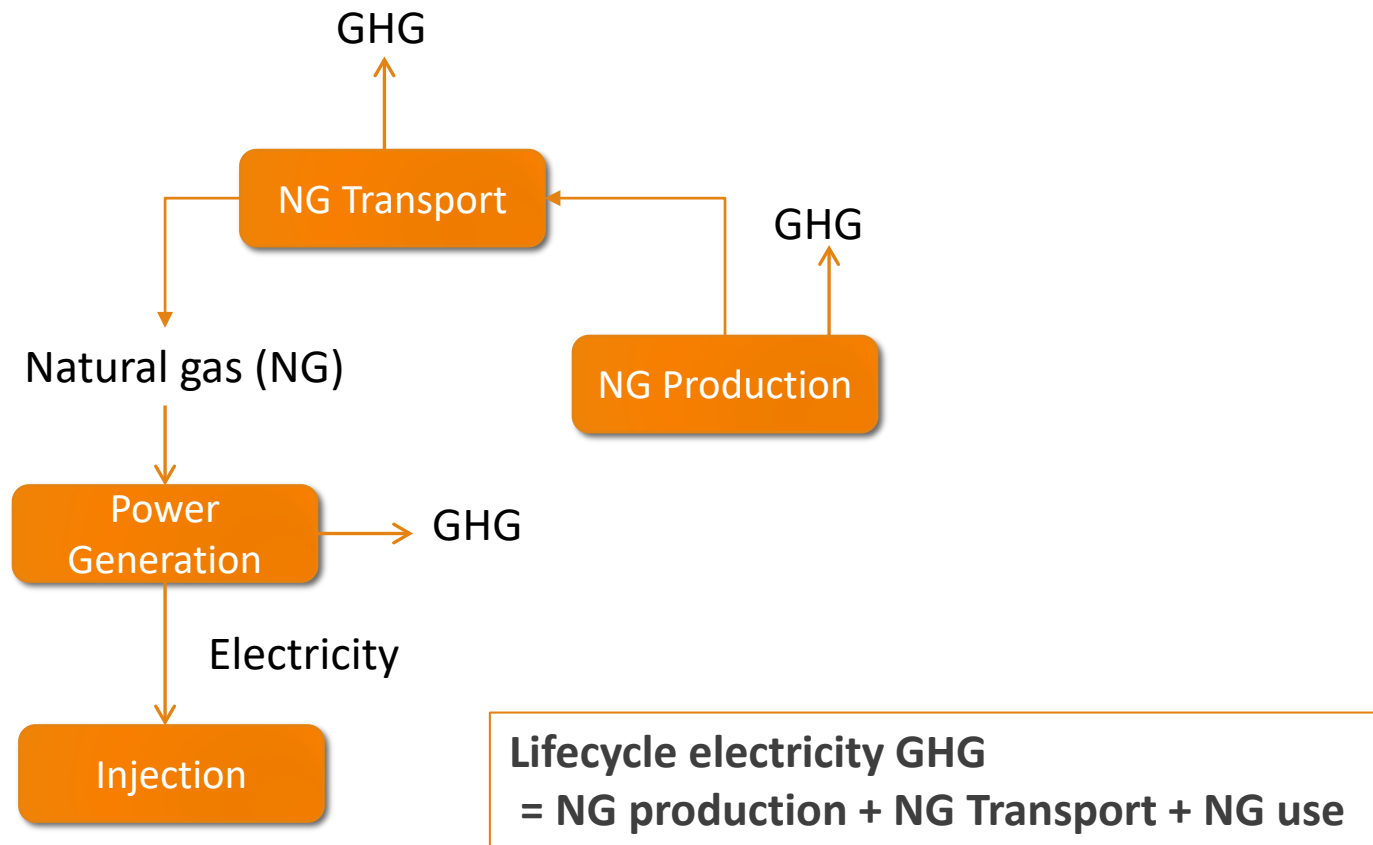 GHG
NG Transport
GHG
Natural gas (NG)
NG Production
Power
Generation
GHG
Electricity
Injection
Lifecycle electricity GHG
= NG production + NG Transport + NG use